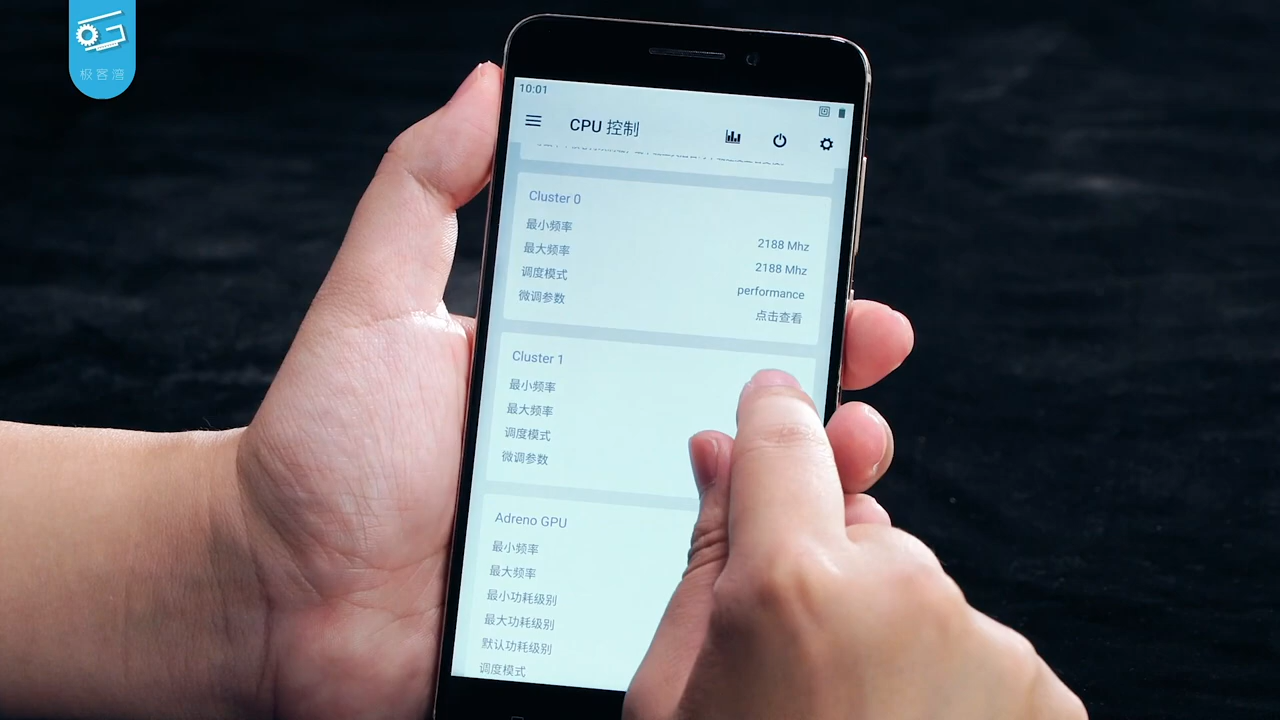 极客湾
10:01
CPU 控制
Cluster 0
最小频率 2188 Mhz
最大频率 2188 Mhz
调度模式 performance
微调参数 点击查看
Cluster 1
最小频率
最大频率
调度模式
微调参数
Adreno GPU
最小频率
最大频率
最小功耗级别
最大功耗级别
默认功耗级别
调度模式